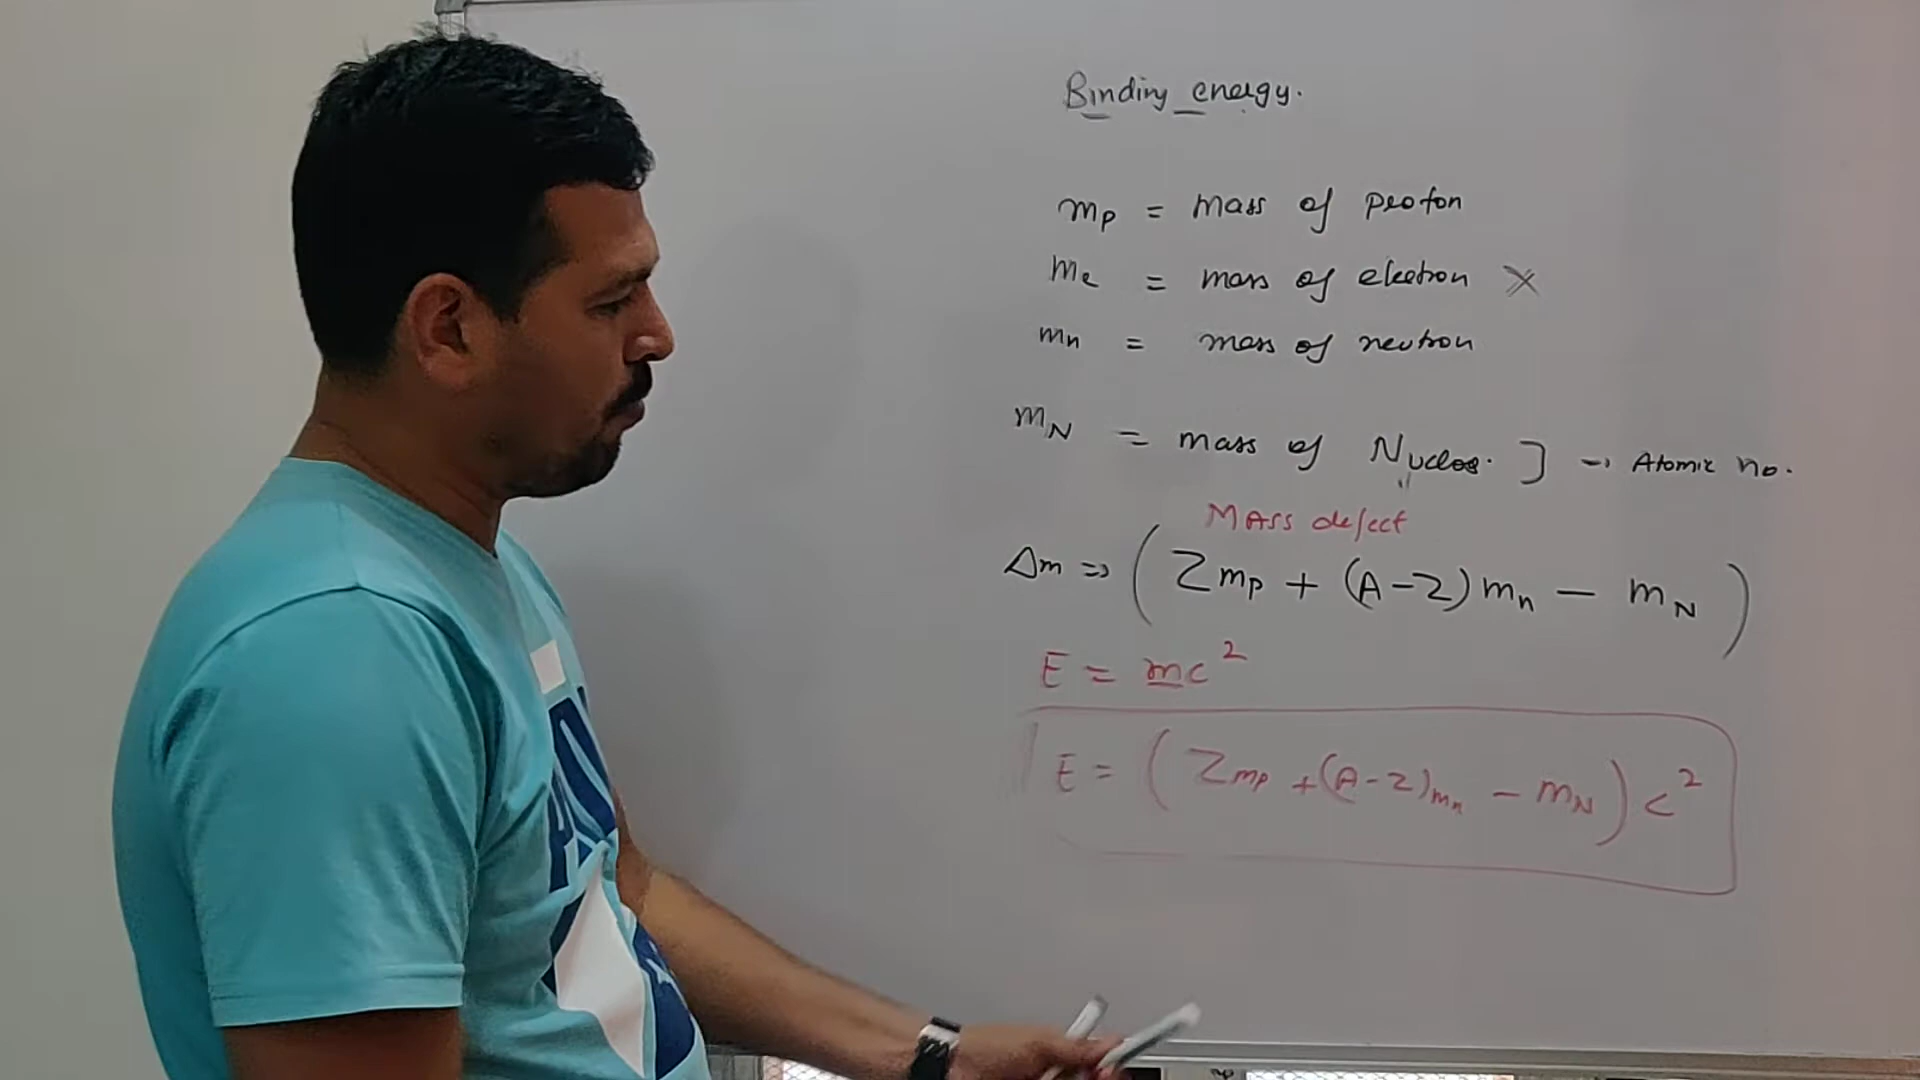 Binding energy.
mp = mass of proton
me = mass of electron ×
mn = mass of neutron
mN = mass of Nucleos. ] → Atomic no.
Mass defect
Δm => ( Zmp + (A-Z)mn - mN )
E = mc²
E = ( Zmp + (A-Z)mn - mN ) c²